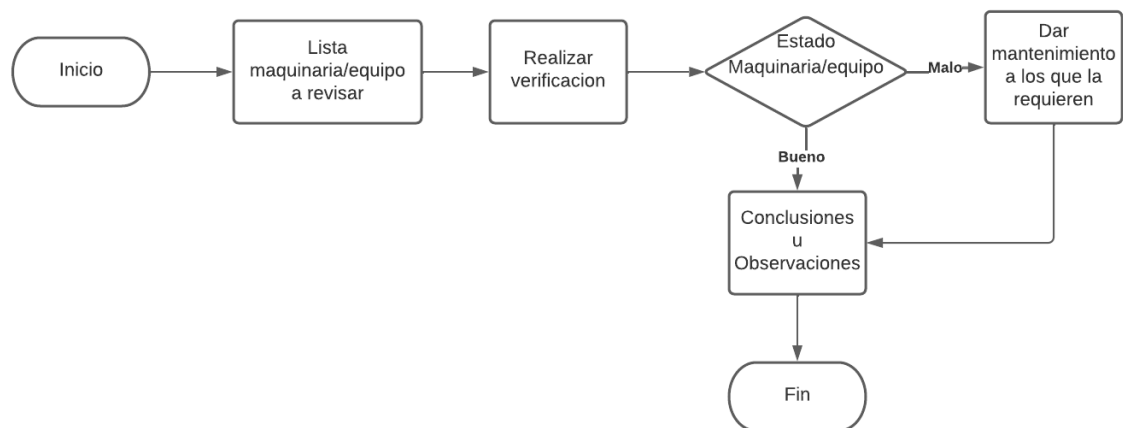 Inicio
Lista
maquinaria/equipo
a revisar
Realizar
verificacion
Estado
Maquinaria/equipo
Malo
Dar
mantenimiento
a los que la
requieren
Bueno
Conclusiones
u
Observaciones
Fin